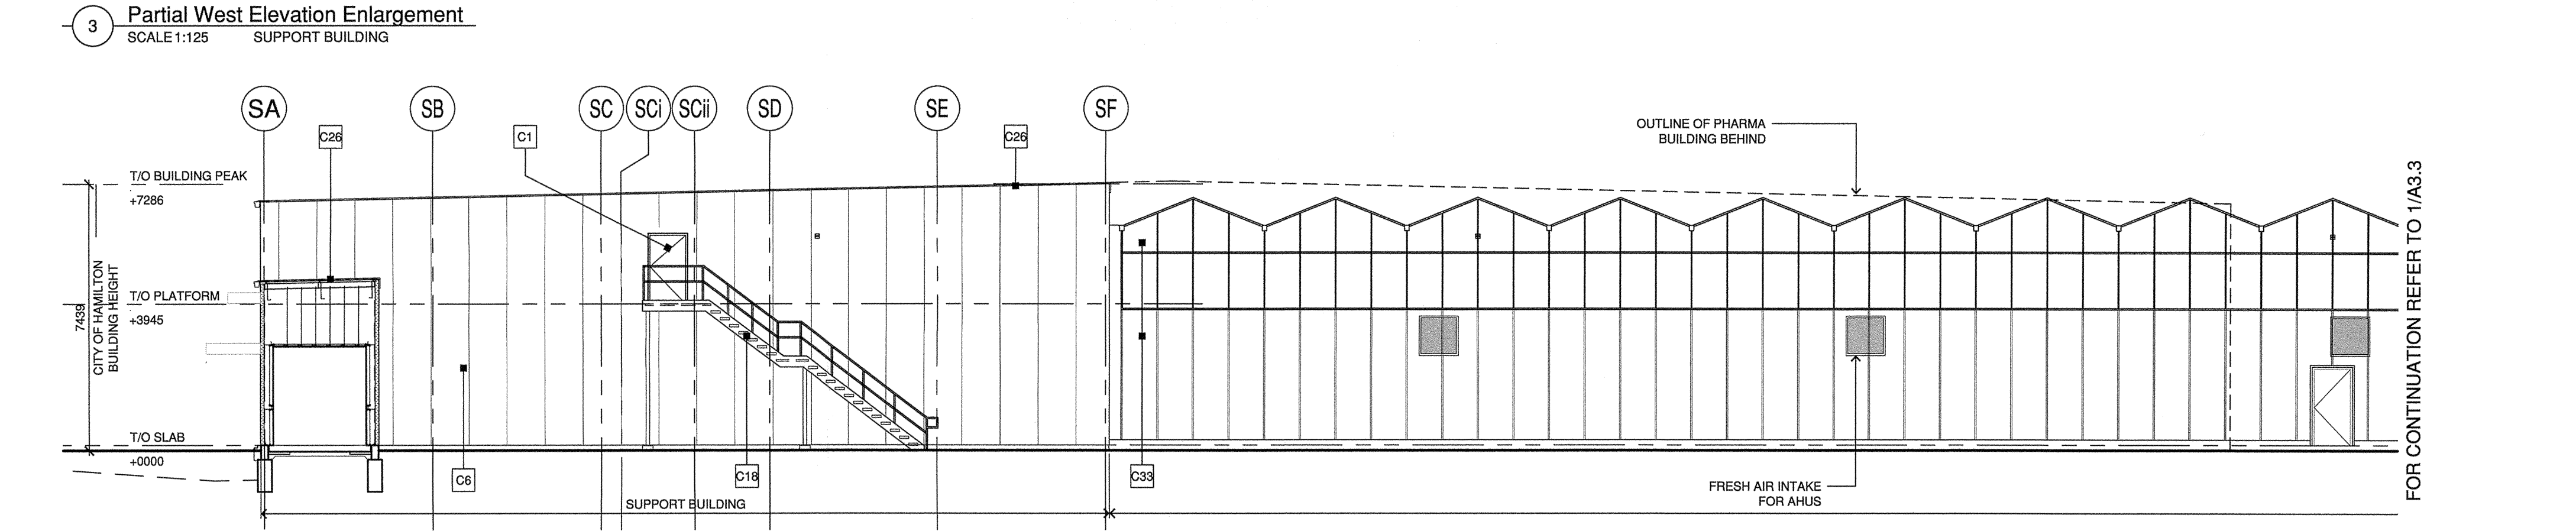 3
Partial West Elevation Enlargement
SCALE 1:125 SUPPORT BUILDING
SA
SB
SC
SCi
SCii
SD
SE
SF
C26
C1
C26
OUTLINE OF PHARMA
BUILDING BEHIND
T/O BUILDING PEAK
+7286
T/O PLATFORM
+3945
T/O SLAB
+0000
7439
CITY OF HAMILTON
BUILDING HEIGHT
C6
C18
C33
SUPPORT BUILDING
FRESH AIR INTAKE
FOR AHUS
FOR CONTINUATION REFER TO 1/A3.3